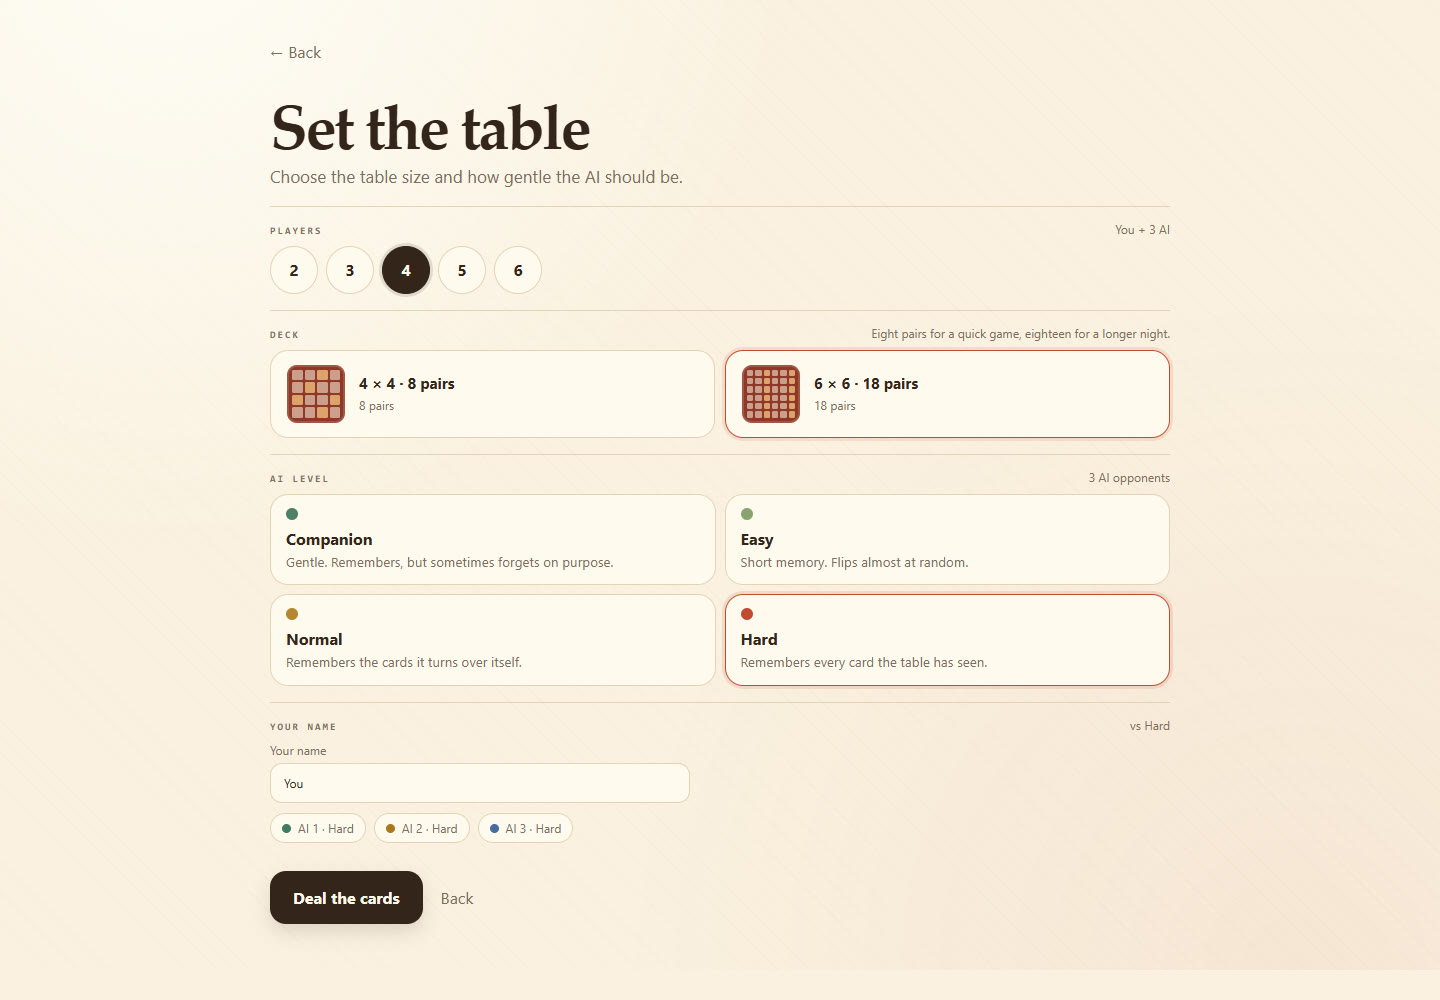 ← Back
Set the table
Choose the table size and how gentle the AI should be.
PLAYERS
You + 3 AI
2
3
4
5
6
DECK
Eight pairs for a quick game, eighteen for a longer night.
4 × 4 · 8 pairs
8 pairs
6 × 6 · 18 pairs
18 pairs
AI LEVEL
3 AI opponents
Companion
Gentle. Remembers, but sometimes forgets on purpose.
Easy
Short memory. Flips almost at random.
Normal
Remembers the cards it turns over itself.
Hard
Remembers every card the table has seen.
YOUR NAME
vs Hard
Your name
You
AI 1 · Hard
AI 2 · Hard
AI 3 · Hard
Deal the cards
Back